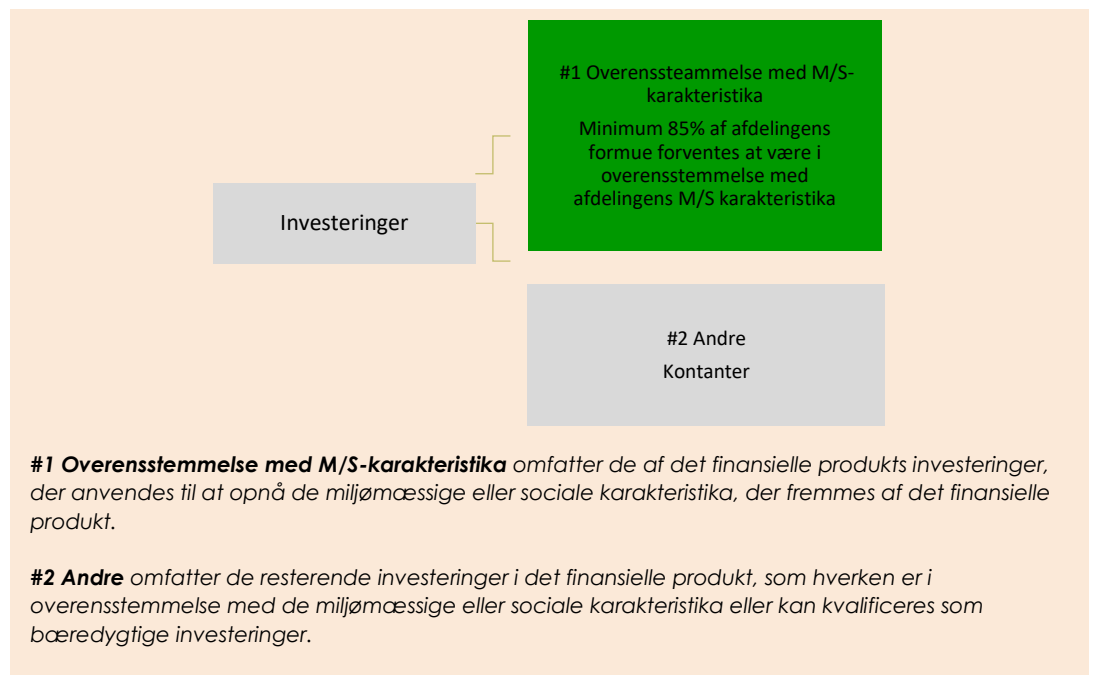 #1 Overenssteammelse med M/S-
karakteristika
Minimum 85% af afdelingens
formue forventes at være i
overensstemmelse med
afdelingens M/S karakteristika
Investeringer
#2 Andre
Kontanter
#1 Overensstemmelse med M/S-karakteristika omfatter de af det finansielle produkts investeringer,
der anvendes til at opnå de miljømæssige eller sociale karakteristika, der fremmes af det finansielle
produkt.
#2 Andre omfatter de resterende investeringer i det finansielle produkt, som hverken er i
overensstemmelse med de miljømæssige eller sociale karakteristika eller kan kvalificeres som
bæredygtige investeringer.